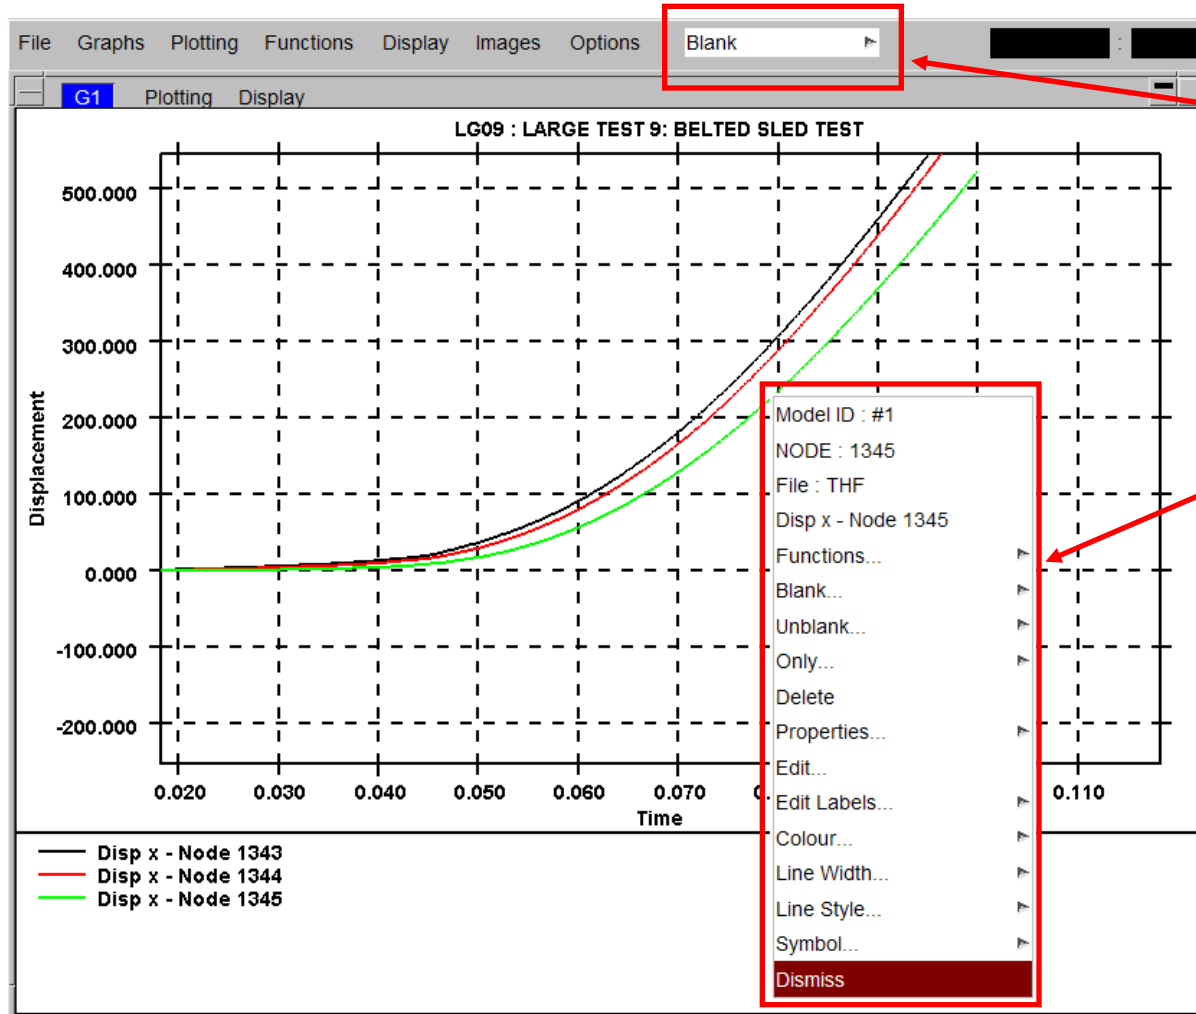 File Graphs Plotting Functions Display Images Options Blank :
G1 Plotting Display
LG09 : LARGE TEST 9: BELTED SLED TEST
Displacement
500.000
400.000
300.000
200.000
100.000
0.000
-100.000
-200.000
0.020 0.030 0.040 0.050 0.060 0.070 0.110
Time
Model ID : #1
NODE : 1345
File : THF
Disp x - Node 1345
Functions...
Blank...
Unblank...
Only...
Delete
Properties...
Edit...
Edit Labels...
Colour...
Line Width...
Line Style...
Symbol...
Dismiss
Disp x - Node 1343
Disp x - Node 1344
Disp x - Node 1345